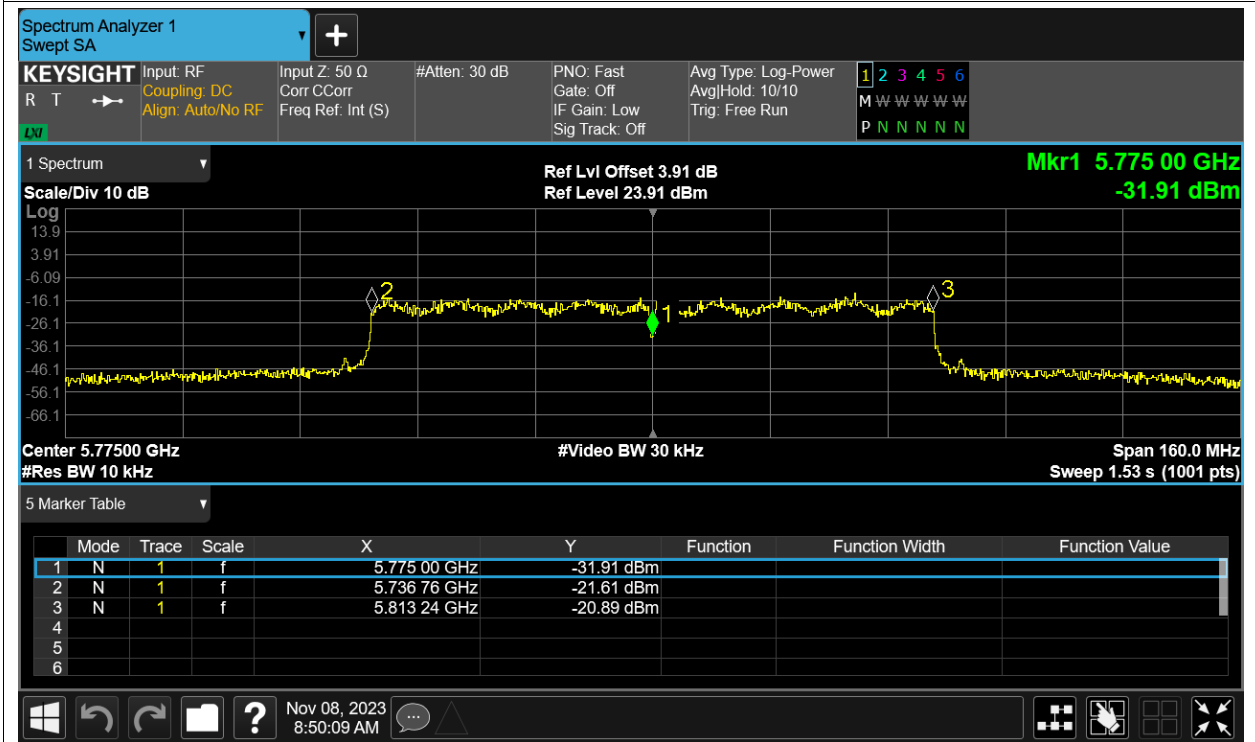 Spectrum Analyzer 1
Swept SA
+
KEYSIGHT
R T
LXI
Input: RF
Coupling: DC
Align: Auto/No RF
Input Z: 50 Ω
Corr CCorr
Freq Ref: Int (S)
#Atten: 30 dB
PNO: Fast
Gate: Off
IF Gain: Low
Sig Track: Off
Avg Type: Log-Power
Avg|Hold: 10/10
Trig: Free Run
1 2 3 4 5 6
M W W W W W
P N N N N N
1 Spectrum
Scale/Div 10 dB
Ref Lvl Offset 3.91 dB
Ref Level 23.91 dBm
Mkr1 5.775 00 GHz
-31.91 dBm
Log
13.9
3.91
-6.09
-16.1
-26.1
-36.1
-46.1
-56.1
-66.1
2
1
3
Center 5.77500 GHz
#Video BW 30 kHz
Span 160.0 MHz
#Res BW 10 kHz
Sweep 1.53 s (1001 pts)
5 Marker Table
Mode Trace Scale X Y Function Function Width Function Value
1 N 1 f 5.775 00 GHz -31.91 dBm
2 N 1 f 5.736 76 GHz -21.61 dBm
3 N 1 f 5.813 24 GHz -20.89 dBm
4
5
6
?
Nov 08, 2023
8:50:09 AM